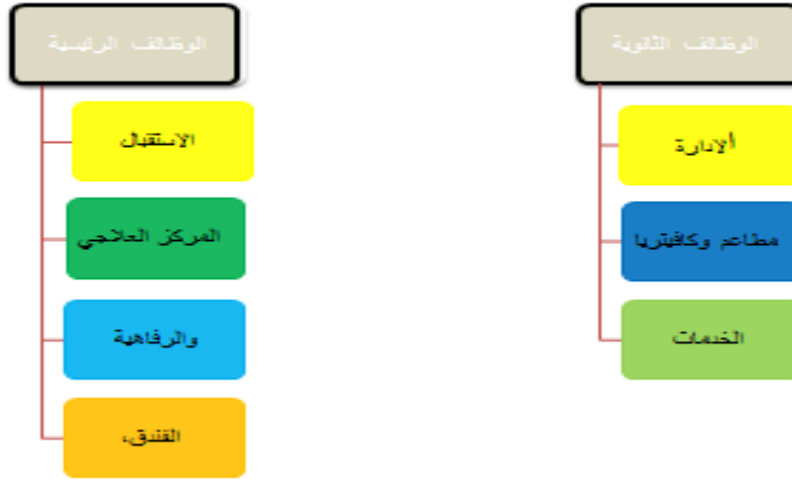 الوظائف الرئيسية
الاستقبال
المركز العلاجي
والرفاهية
الفندق،
الوظائف الثانوية
ألادارة
مطاعم وكافيتريا
الخدمات